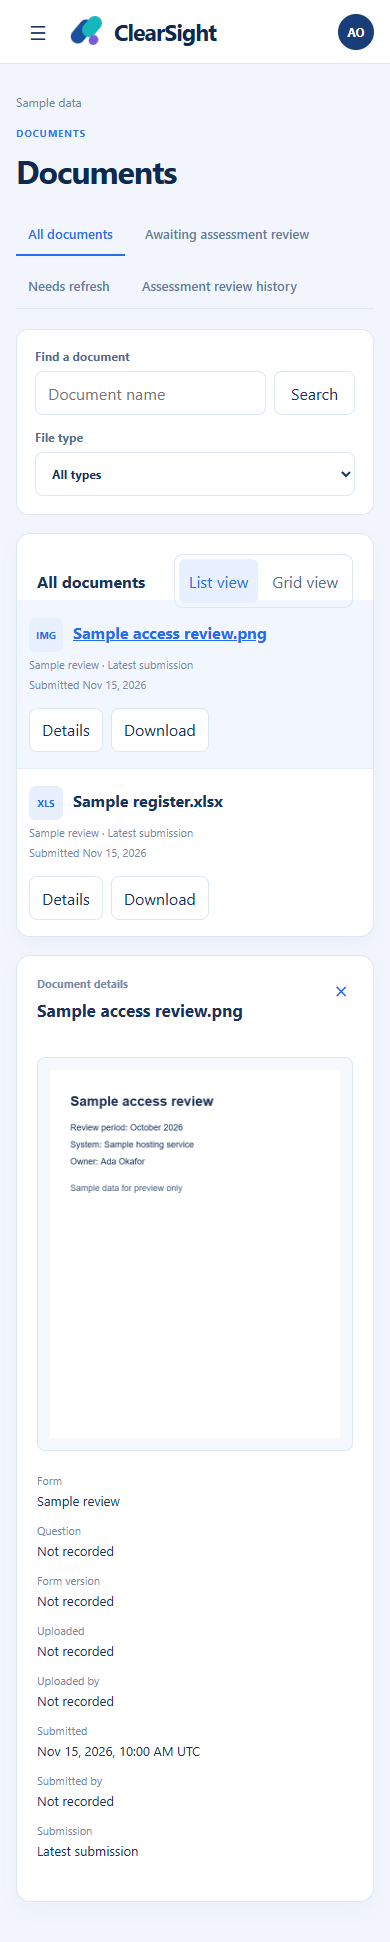 ClearSight
AO
Sample data
DOCUMENTS
Documents
All documents
Awaiting assessment review
Needs refresh
Assessment review history
Find a document
Document name
Search
File type
All types
All documents
List view
Grid view
IMG
Sample access review.png
Sample review · Latest submission
Submitted Nov 15, 2026
Details
Download
XLS
Sample register.xlsx
Sample review · Latest submission
Submitted Nov 15, 2026
Details
Download
Document details
Sample access review.png
Sample access review
Review period: October 2026
System: Sample hosting service
Owner: Ada Okafor
Sample data for preview only
Form
Sample review
Question
Not recorded
Form version
Not recorded
Uploaded
Not recorded
Uploaded by
Not recorded
Submitted
Nov 15, 2026, 10:00 AM UTC
Submitted by
Not recorded
Submission
Latest submission